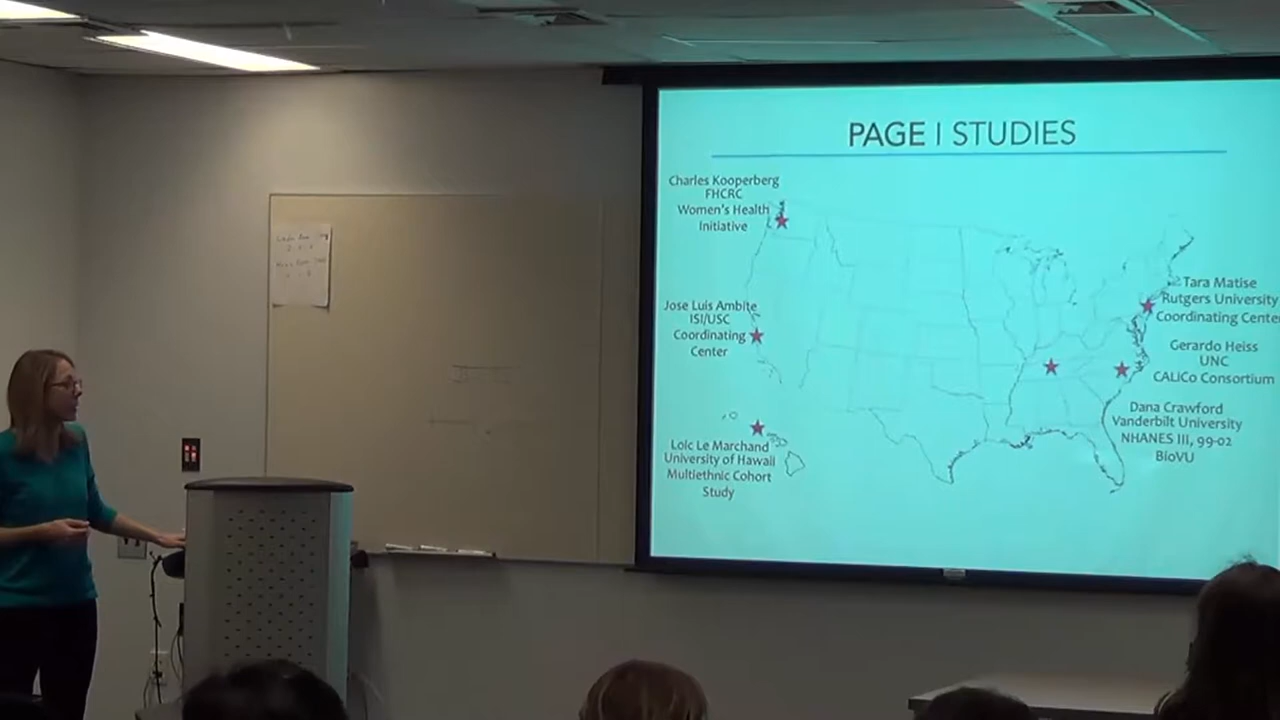 PAGE I STUDIES
Charles Kooperberg
FHCRC
Women's Health
Initiative
Jose Luis Ambite
ISI/USC
Coordinating
Center
Loic Le Marchand
University of Hawaii
Multiethnic Cohort
Study
Tara Matise
Rutgers University
Coordinating Center
Gerardo Heiss
UNC
CALiCo Consortium
Dana Crawford
Vanderbilt University
NHANES III, 99-02
BioVU